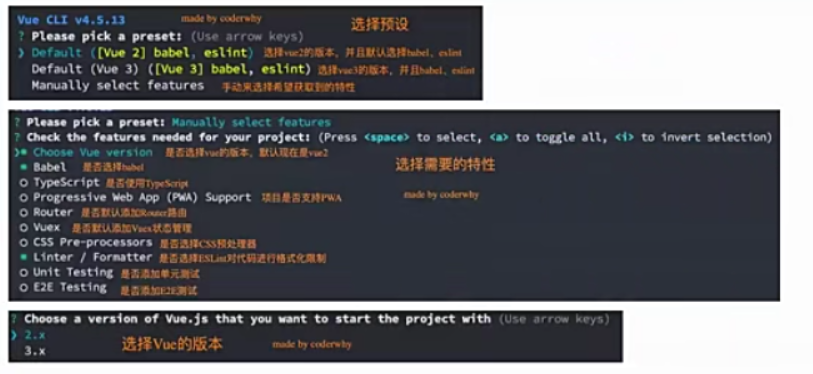 Vue CLI v4.5.13 made by coderwhy 选择预设
? Please pick a preset: (Use arrow keys)
❯ Default ([Vue 2] babel, eslint) 选择vue2的版本，并且默认选择babel、eslint
Default (Vue 3) ([Vue 3] babel, eslint) 选择vue3的版本，并且babel、eslint
Manually select features 手动来选择希望获取到的特性
? Please pick a preset: Manually select features
? Check the features needed for your project: (Press <space> to select, <a> to toggle all, <i> to invert selection)
❯◉ Choose Vue version 是否选择vue的版本，默认现在是vue2
◉ Babel 是否选择babel 选择需要的特性
○ TypeScript 是否使用TypeScript
○ Progressive Web App (PWA) Support 项目是否支持PWA made by coderwhy
○ Router 是否默认添加Router路由
○ Vuex 是否默认添加Vuex状态管理
○ CSS Pre-processors 是否选择CSS预处理器
◉ Linter / Formatter 是否选择ESLint对代码进行格式化限制
○ Unit Testing 是否添加单元测试
○ E2E Testing 是否添加E2E测试
? Choose a version of Vue.js that you want to start the project with (Use arrow keys)
❯ 2.x
3.x 选择Vue的版本 made by coderwhy